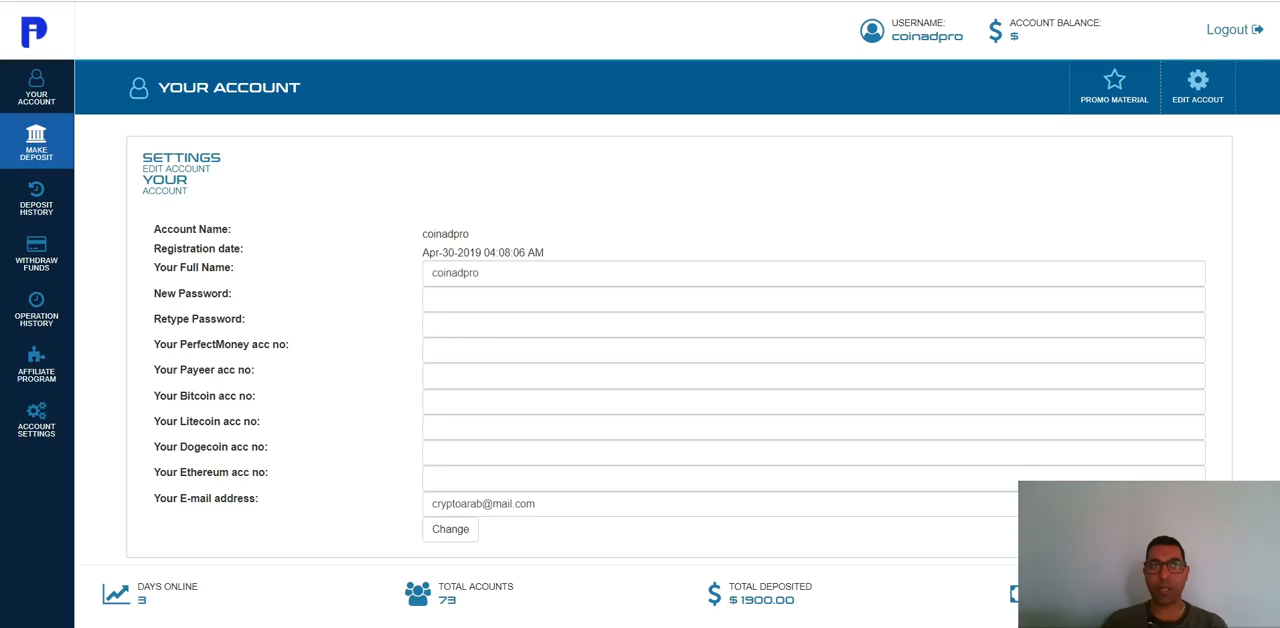 USERNAME:
coinadpro
ACCOUNT BALANCE:
$
Logout
YOUR ACCOUNT
PROMO MATERIAL
EDIT ACCOUT
YOUR
ACCOUNT
MAKE
DEPOSIT
DEPOSIT
HISTORY
WITHDRAW
FUNDS
OPERATION
HISTORY
AFFILIATE
PROGRAM
ACCOUNT
SETTINGS
SETTINGS
EDIT ACCOUNT
YOUR
ACCOUNT
Account Name: coinadpro
Registration date: Apr-30-2019 04:08:06 AM
Your Full Name: coinadpro
New Password:
Retype Password:
Your PerfectMoney acc no:
Your Payeer acc no:
Your Bitcoin acc no:
Your Litecoin acc no:
Your Dogecoin acc no:
Your Ethereum acc no:
Your E-mail address: cryptoarab@mail.com
Change
DAYS ONLINE
3
TOTAL ACOUNTS
73
TOTAL DEPOSITED
$ 1900.00